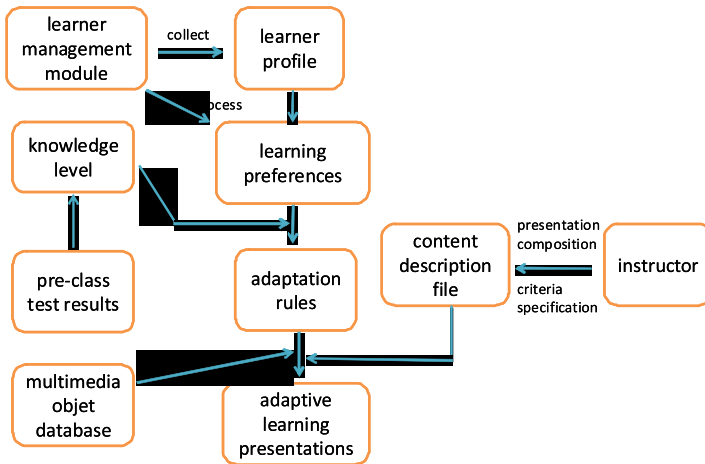 learner
management
module
collect
learner
profile
knowledge
level
learning
preferences
pre-class
test results
adaptation
rules
content
description
file
presentation
composition
criteria
specification
instructor
multimedia
objet
database
adaptive
learning
presentations